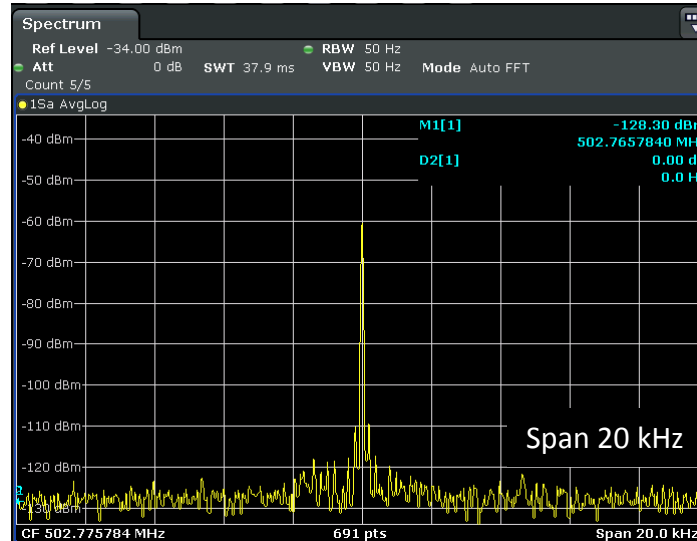 Spectrum
Ref Level -34.00 dBm RBW 50 Hz
Att 0 dB SWT 37.9 ms VBW 50 Hz Mode Auto FFT
Count 5/5
1Sa AvgLog
M1[1] -128.30 dBm
502.7657840 MH
D2[1] 0.00 d
0.0 H
-40 dBm
-50 dBm
-60 dBm
-70 dBm
-80 dBm
-90 dBm
-100 dBm
-110 dBm
Span 20 kHz
-120 dBm
-130 dBm
CF 502.775784 MHz 691 pts Span 20.0 kHz